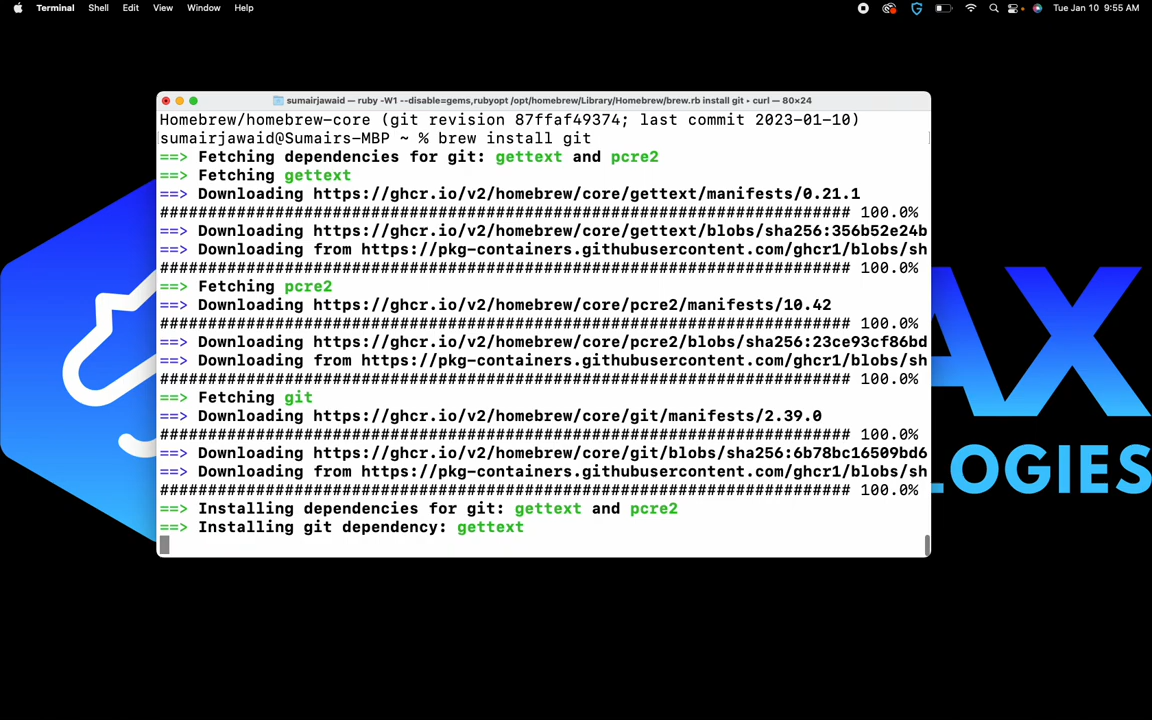 Terminal Shell Edit View Window Help Tue Jan 10 9:55 AM
sumairjawaid — ruby -W1 --disable=gems,rubyopt /opt/homebrew/Library/Homebrew/brew.rb install git • curl — 80×24
Homebrew/homebrew-core (git revision 87ffaf49374; last commit 2023-01-10)
sumairjawaid@Sumairs-MBP ~ % brew install git
==> Fetching dependencies for git: gettext and pcre2
==> Fetching gettext
==> Downloading https://ghcr.io/v2/homebrew/core/gettext/manifests/0.21.1
######################################################################## 100.0%
==> Downloading https://ghcr.io/v2/homebrew/core/gettext/blobs/sha256:356b52e24b
==> Downloading from https://pkg-containers.githubusercontent.com/ghcr1/blobs/sh
######################################################################## 100.0%
==> Fetching pcre2
==> Downloading https://ghcr.io/v2/homebrew/core/pcre2/manifests/10.42
######################################################################## 100.0%
==> Downloading https://ghcr.io/v2/homebrew/core/pcre2/blobs/sha256:23ce93cf86bd
==> Downloading from https://pkg-containers.githubusercontent.com/ghcr1/blobs/sh
######################################################################## 100.0%
==> Fetching git
==> Downloading https://ghcr.io/v2/homebrew/core/git/manifests/2.39.0
######################################################################## 100.0%
==> Downloading https://ghcr.io/v2/homebrew/core/git/blobs/sha256:6b78bc16509bd6
==> Downloading from https://pkg-containers.githubusercontent.com/ghcr1/blobs/sh
######################################################################## 100.0%
==> Installing dependencies for git: gettext and pcre2
==> Installing git dependency: gettext
AX
OGIES